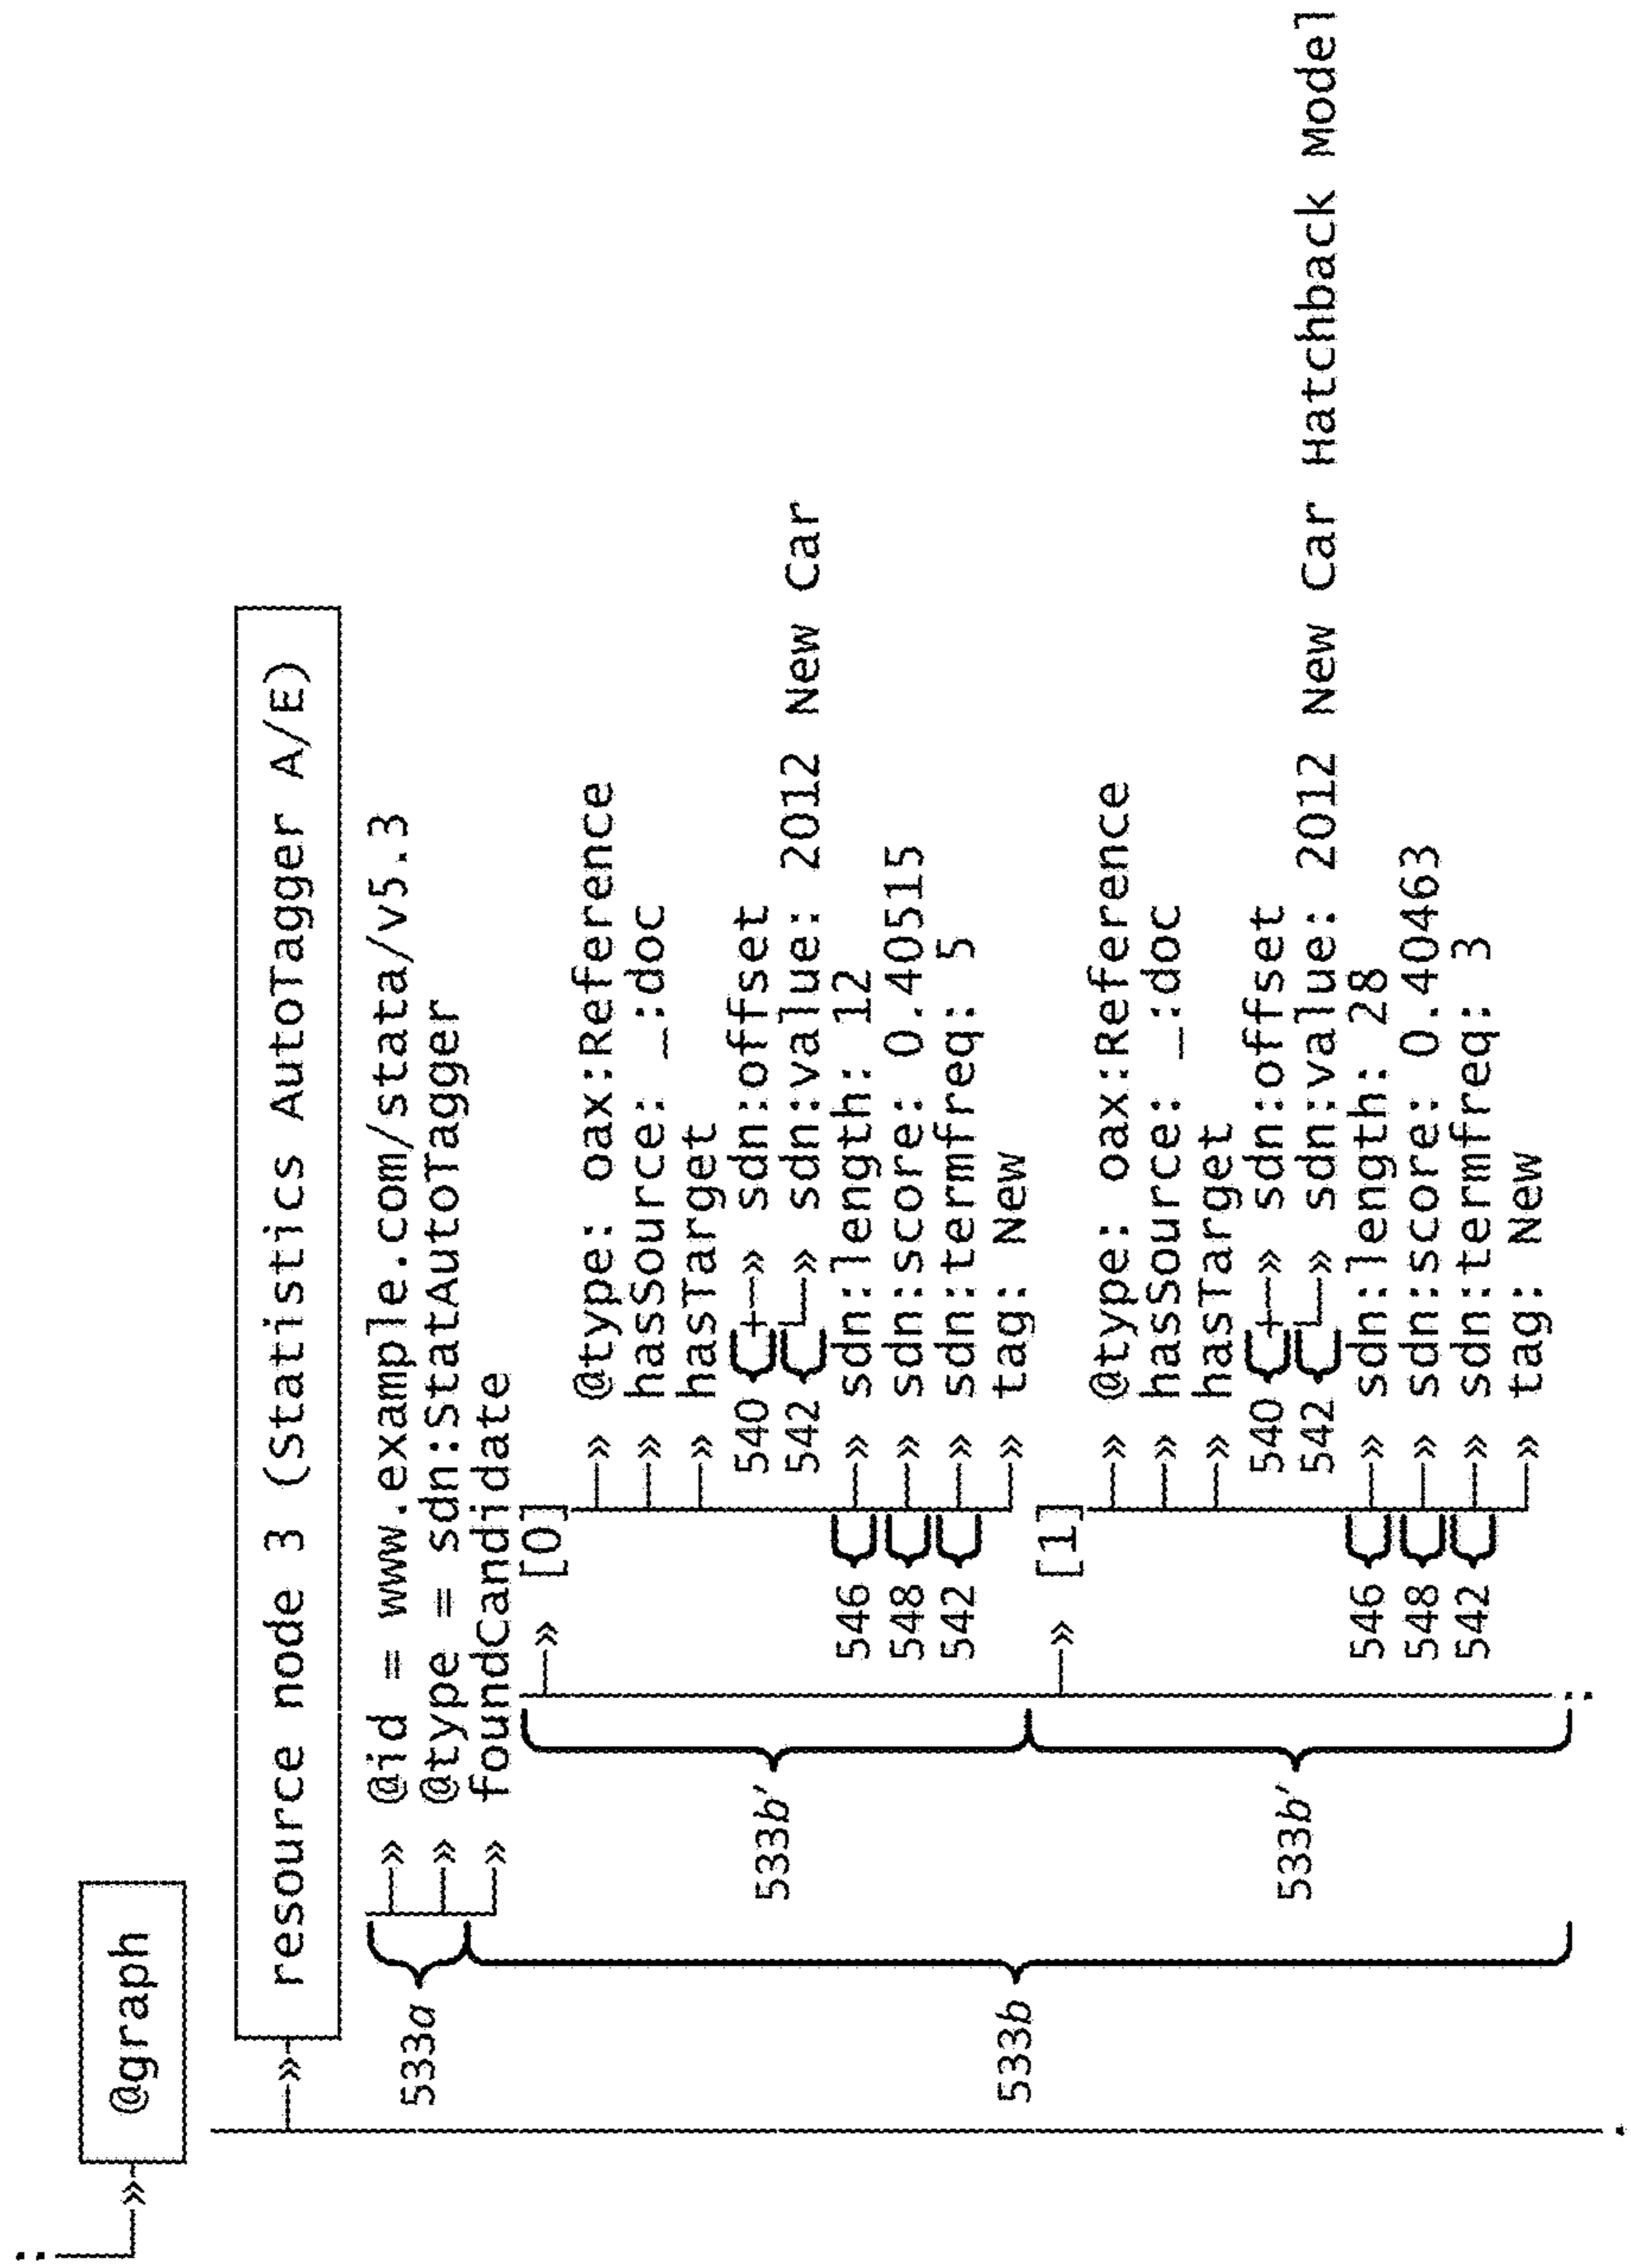 @graph
resource node 3 (Statistics AutoTagger A/E)
533a
@id = www.example.com/stata/v5.3
@type = sdn:StatAutoTagger
533b
foundCandidate
533b'
[0]
@type: oax:Reference
hasSource: _:doc
hasTarget
540 sdn:offset
542 sdn:value: 2012 New Car
546 sdn:length: 12
548 sdn:score: 0.40515
542 sdn:termfreq: 5
tag: New
533b'
[1]
@type: oax:Reference
hasSource: _:doc
hasTarget
540 sdn:offset
542 sdn:value: 2012 New Car Hatchback Model
546 sdn:length: 28
548 sdn:score: 0.40463
542 sdn:termfreq: 3
tag: New